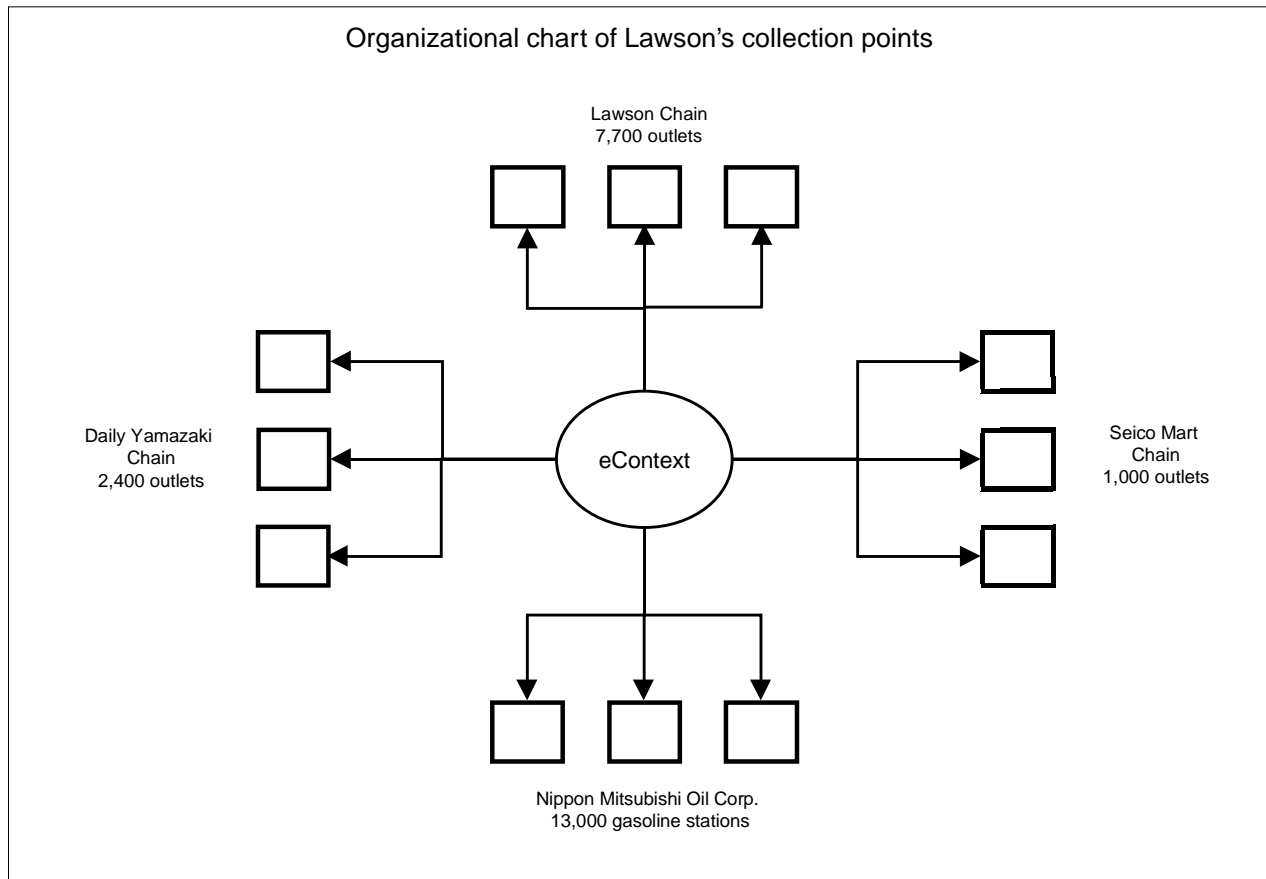 Organizational chart of Lawson’s collection points
Lawson Chain
7,700 outlets
Daily Yamazaki
Chain
2,400 outlets
eContext
Seico Mart
Chain
1,000 outlets
Nippon Mitsubishi Oil Corp.
13,000 gasoline stations